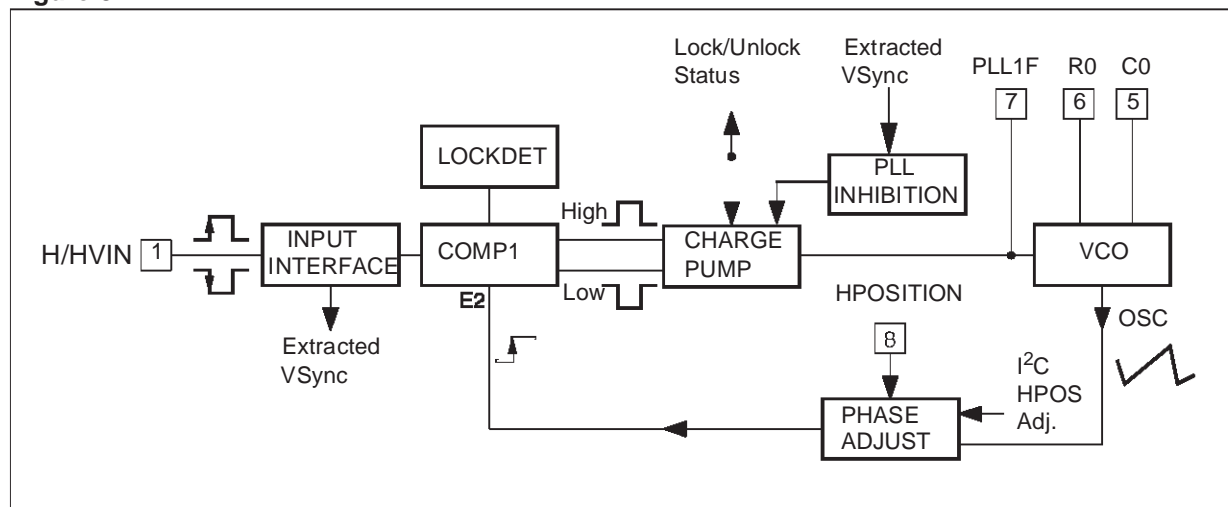 Lock/Unlock
Status
Extracted
VSync
PLL1F
R0
C0
7
6
5
LOCKDET
PLL
INHIBITION
High
Low
H/HVIN
1
INPUT
INTERFACE
COMP1
E2
CHARGE
PUMP
VCO
Extracted
VSync
HPOSITION
8
OSC
I²C
HPOS
Adj.
PHASE
ADJUST